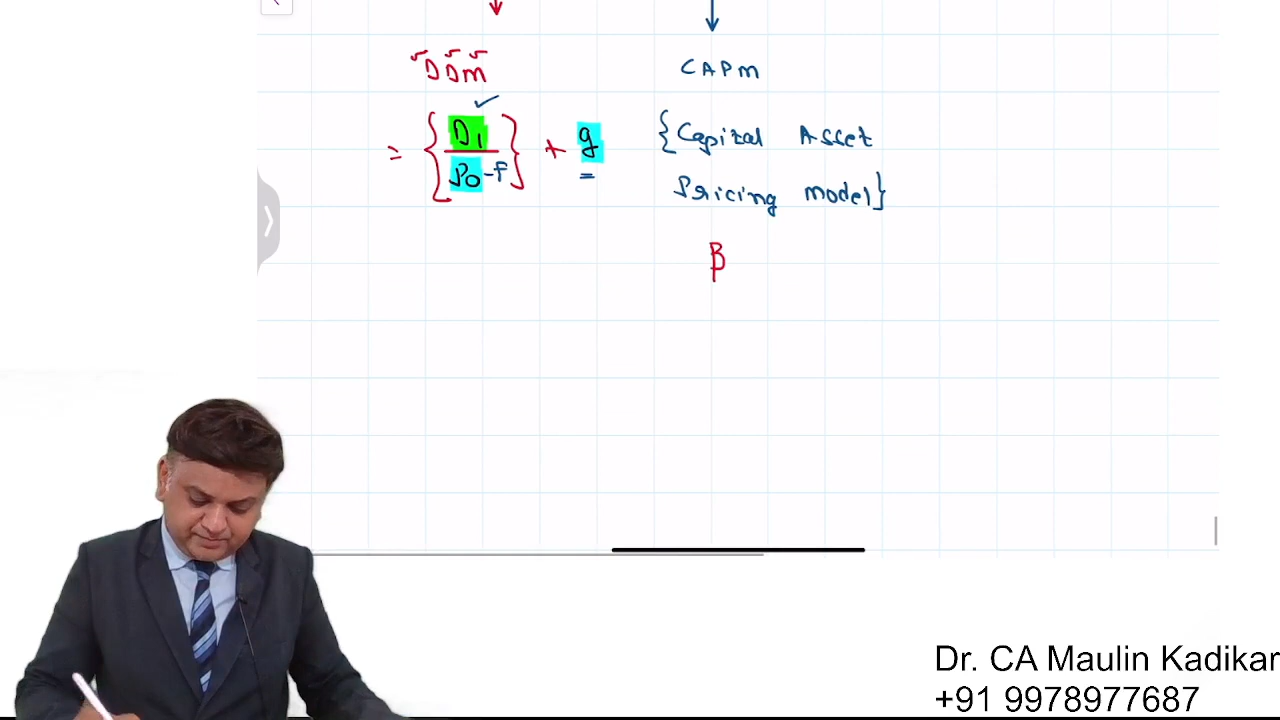 DDM CAPM
= { D1 / P0 - F } + g
{Capital Asset
Pricing model}
β
Dr. CA Maulin Kadikar
+91 9978977687